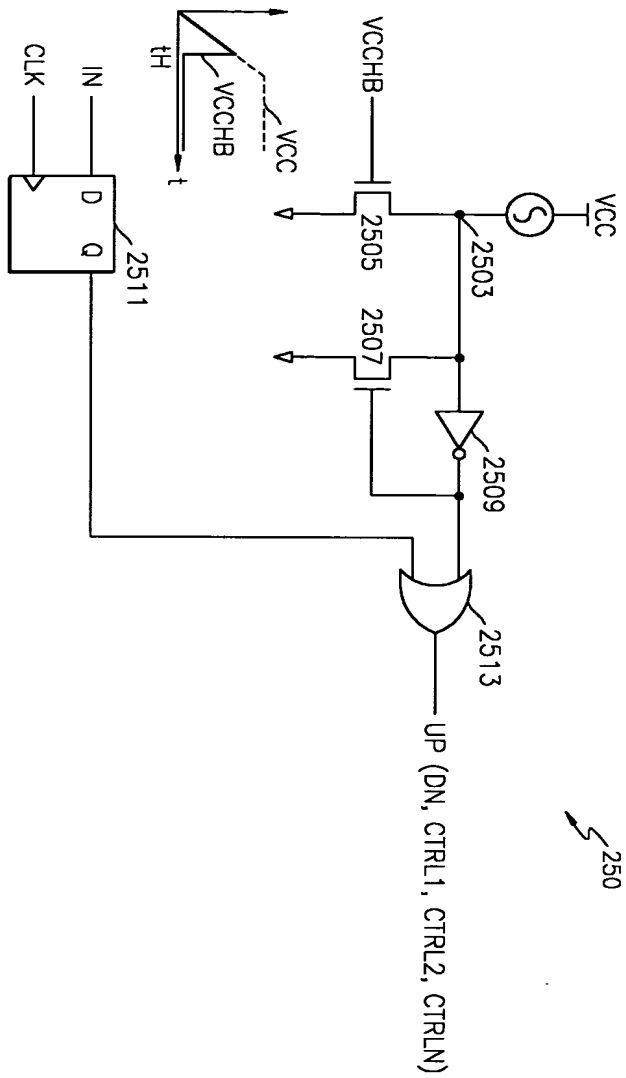 250
VCC
2503
VCCHB
2505
2507
2509
2513
UP (DN, CTRL1, CTRL2, CTRLN)
VCC
VCCHB
tH
t
IN
CLK
D
Q
2511